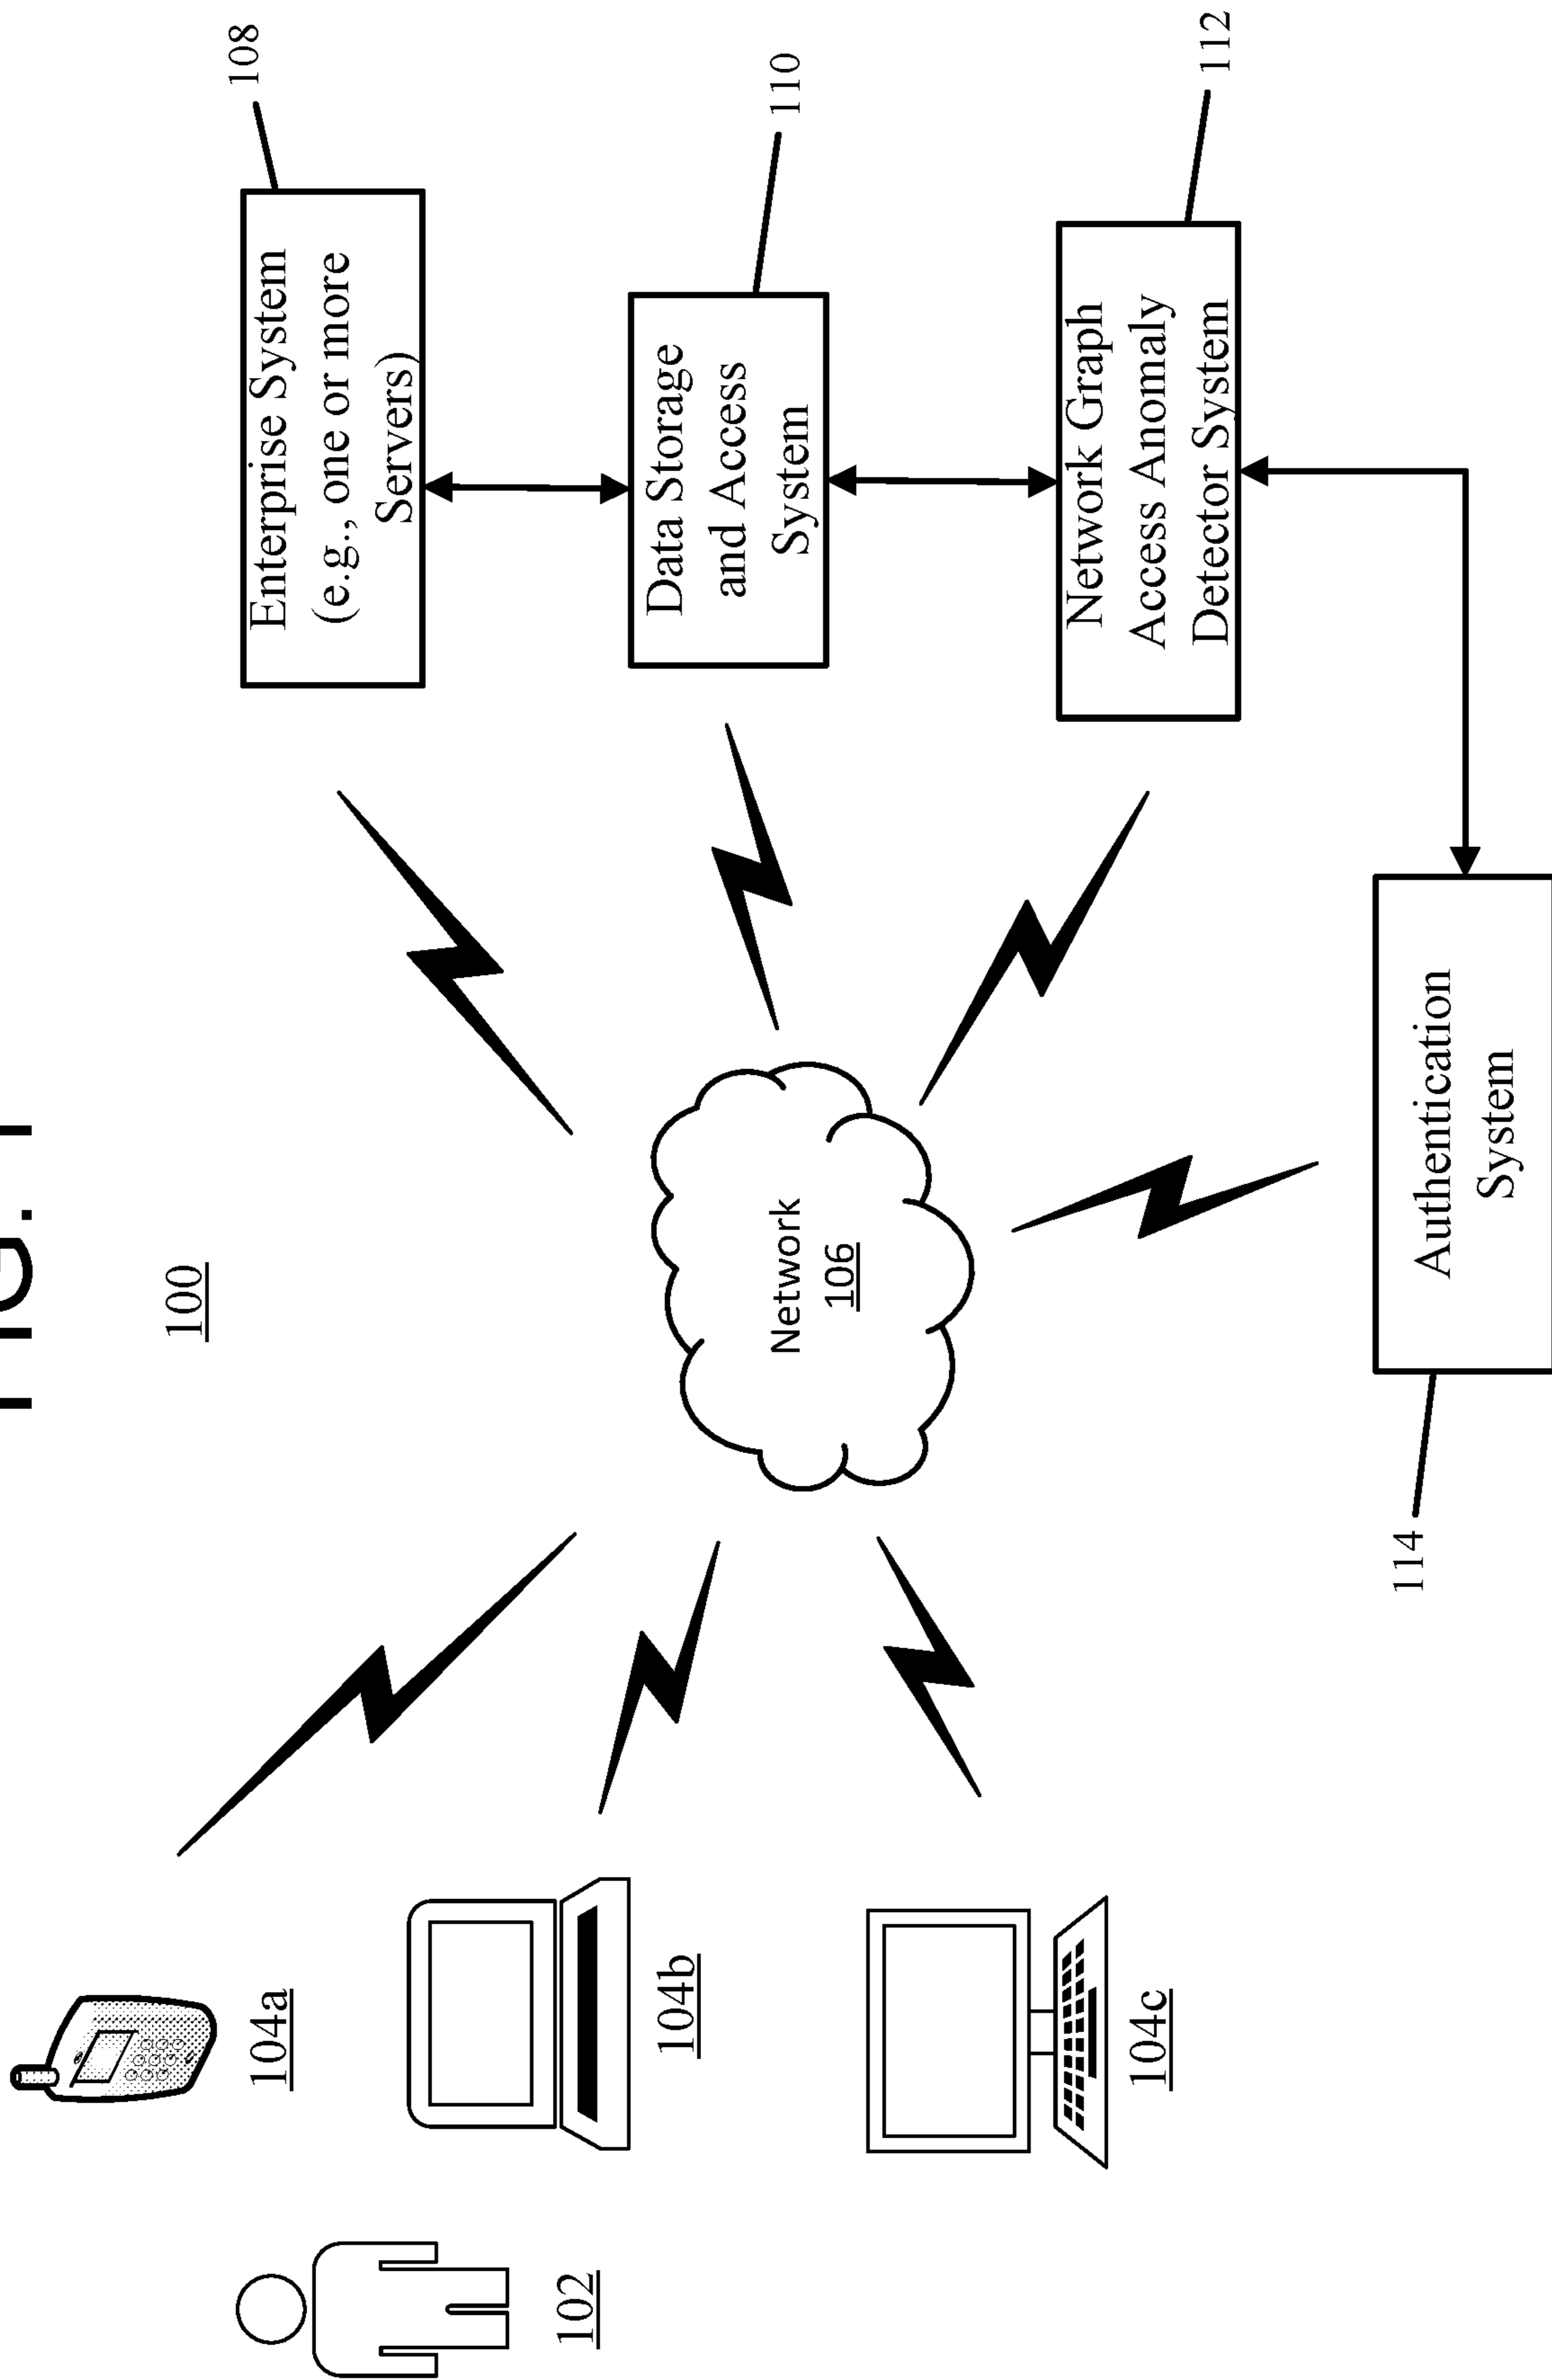 FIG. 1
100
108
Enterprise System
(e.g., one or more
Servers)
104a
102
104b
110
Data Storage
and Access
System
Network
106
104c
112
Network Graph
Access Anomaly
Detector System
114
Authentication
System